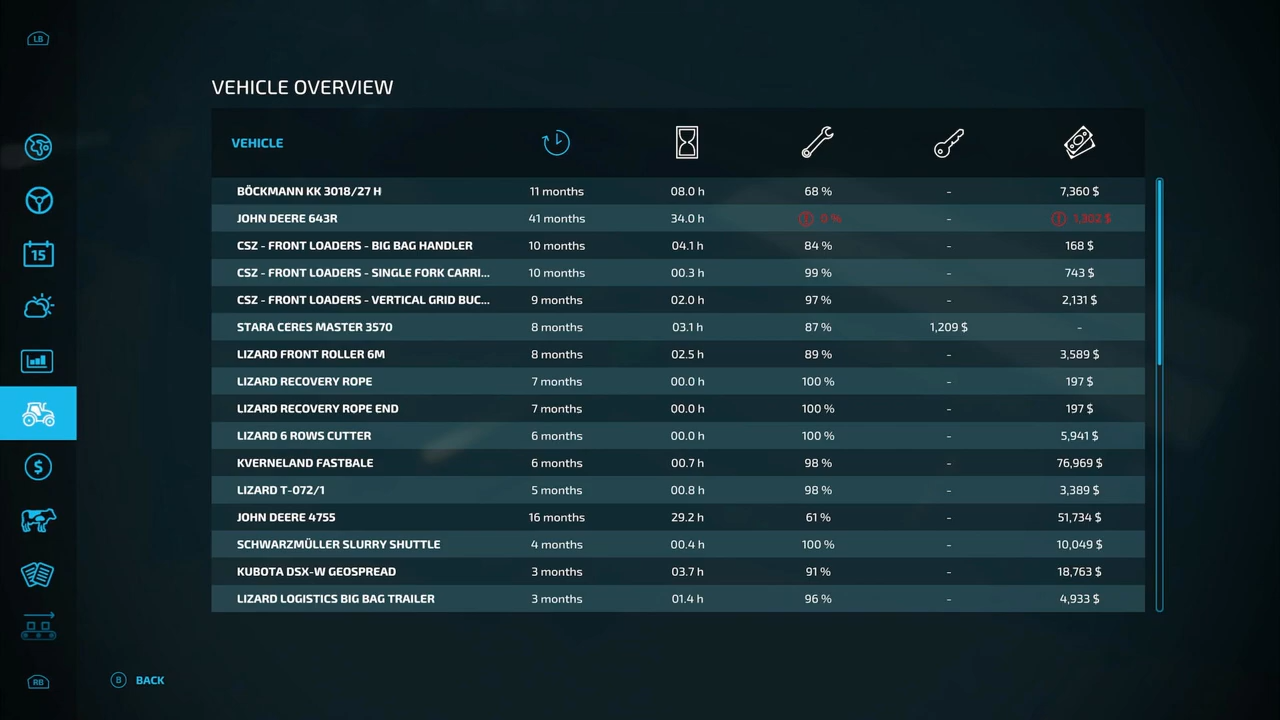 LB
VEHICLE OVERVIEW
VEHICLE
BÖCKMANN KK 3018/27 H 11 months 08.0 h 68 % - 7,360 $
JOHN DEERE 643R 41 months 34.0 h 0 % - 1,902 $
CSZ - FRONT LOADERS - BIG BAG HANDLER 10 months 04.1 h 84 % - 168 $
CSZ - FRONT LOADERS - SINGLE FORK CARRI... 10 months 00.3 h 99 % - 743 $
CSZ - FRONT LOADERS - VERTICAL GRID BUC... 9 months 02.0 h 97 % - 2,131 $
STARA CERES MASTER 3570 8 months 03.1 h 87 % 1,209 $ -
LIZARD FRONT ROLLER 6M 8 months 02.5 h 89 % - 3,589 $
LIZARD RECOVERY ROPE 7 months 00.0 h 100 % - 197 $
LIZARD RECOVERY ROPE END 7 months 00.0 h 100 % - 197 $
LIZARD 6 ROWS CUTTER 6 months 00.0 h 100 % - 5,941 $
KVERNELAND FASTBALE 6 months 00.7 h 98 % - 76,969 $
LIZARD T-072/1 5 months 00.8 h 98 % - 3,389 $
JOHN DEERE 4755 16 months 29.2 h 61 % - 51,734 $
SCHWARZMÜLLER SLURRY SHUTTLE 4 months 00.4 h 100 % - 10,049 $
KUBOTA DSX-W GEOSPREAD 3 months 03.7 h 91 % - 18,763 $
LIZARD LOGISTICS BIG BAG TRAILER 3 months 01.4 h 96 % - 4,933 $
15
$
RB
B BACK